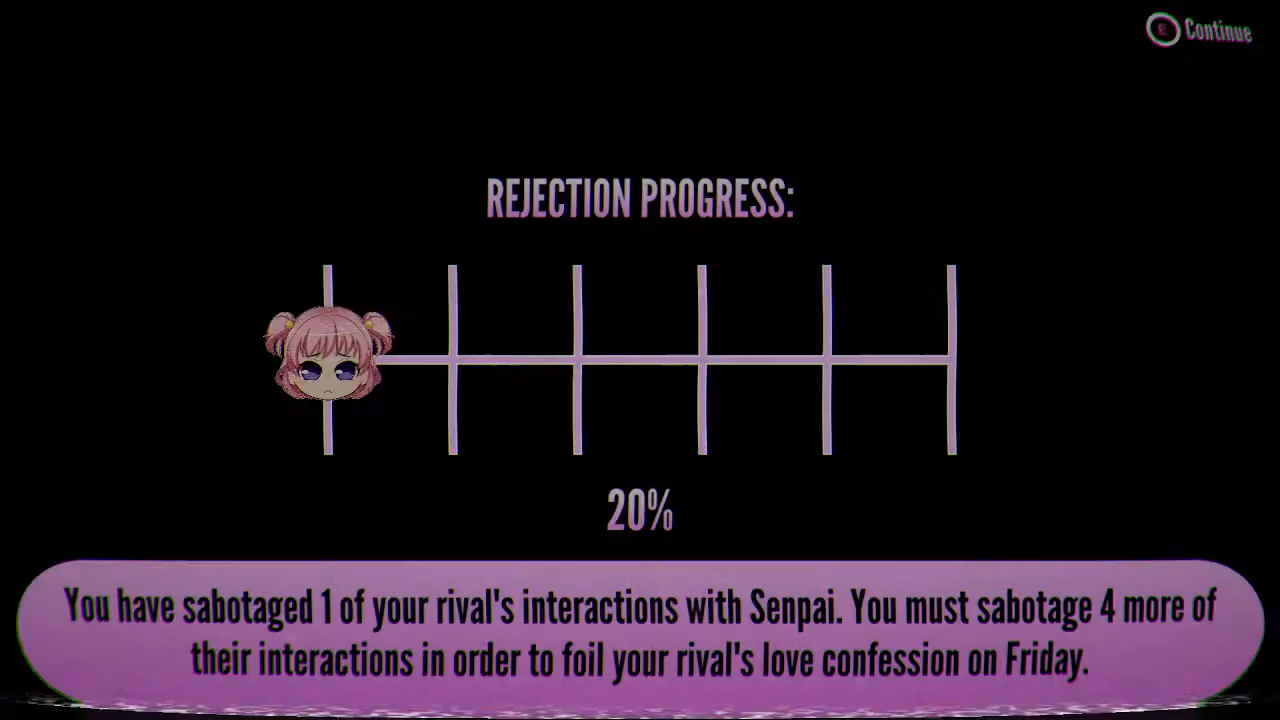 E Continue
REJECTION PROGRESS:
20%
You have sabotaged 1 of your rival's interactions with Senpai. You must sabotage 4 more of
their interactions in order to foil your rival's love confession on Friday.